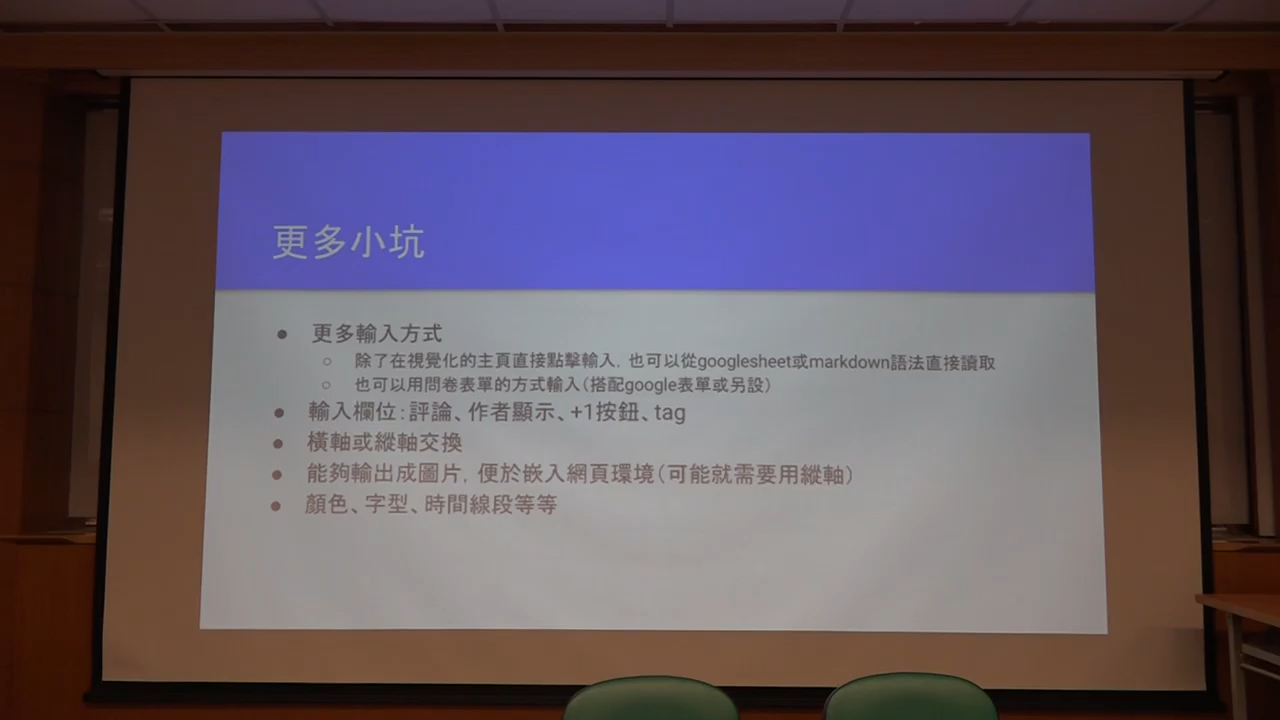 更多小坑
● 更多輸入方式
○ 除了在視覺化的主頁直接點擊輸入，也可以從googlesheet或markdown語法直接讀取
○ 也可以用問卷表單的方式輸入（搭配google表單或另設）
● 輸入欄位：評論、作者顯示、+1按鈕、tag
● 橫軸或縱軸交換
● 能夠輸出成圖片，便於嵌入網頁環境（可能就需要用縱軸）
● 顏色、字型、時間線段等等